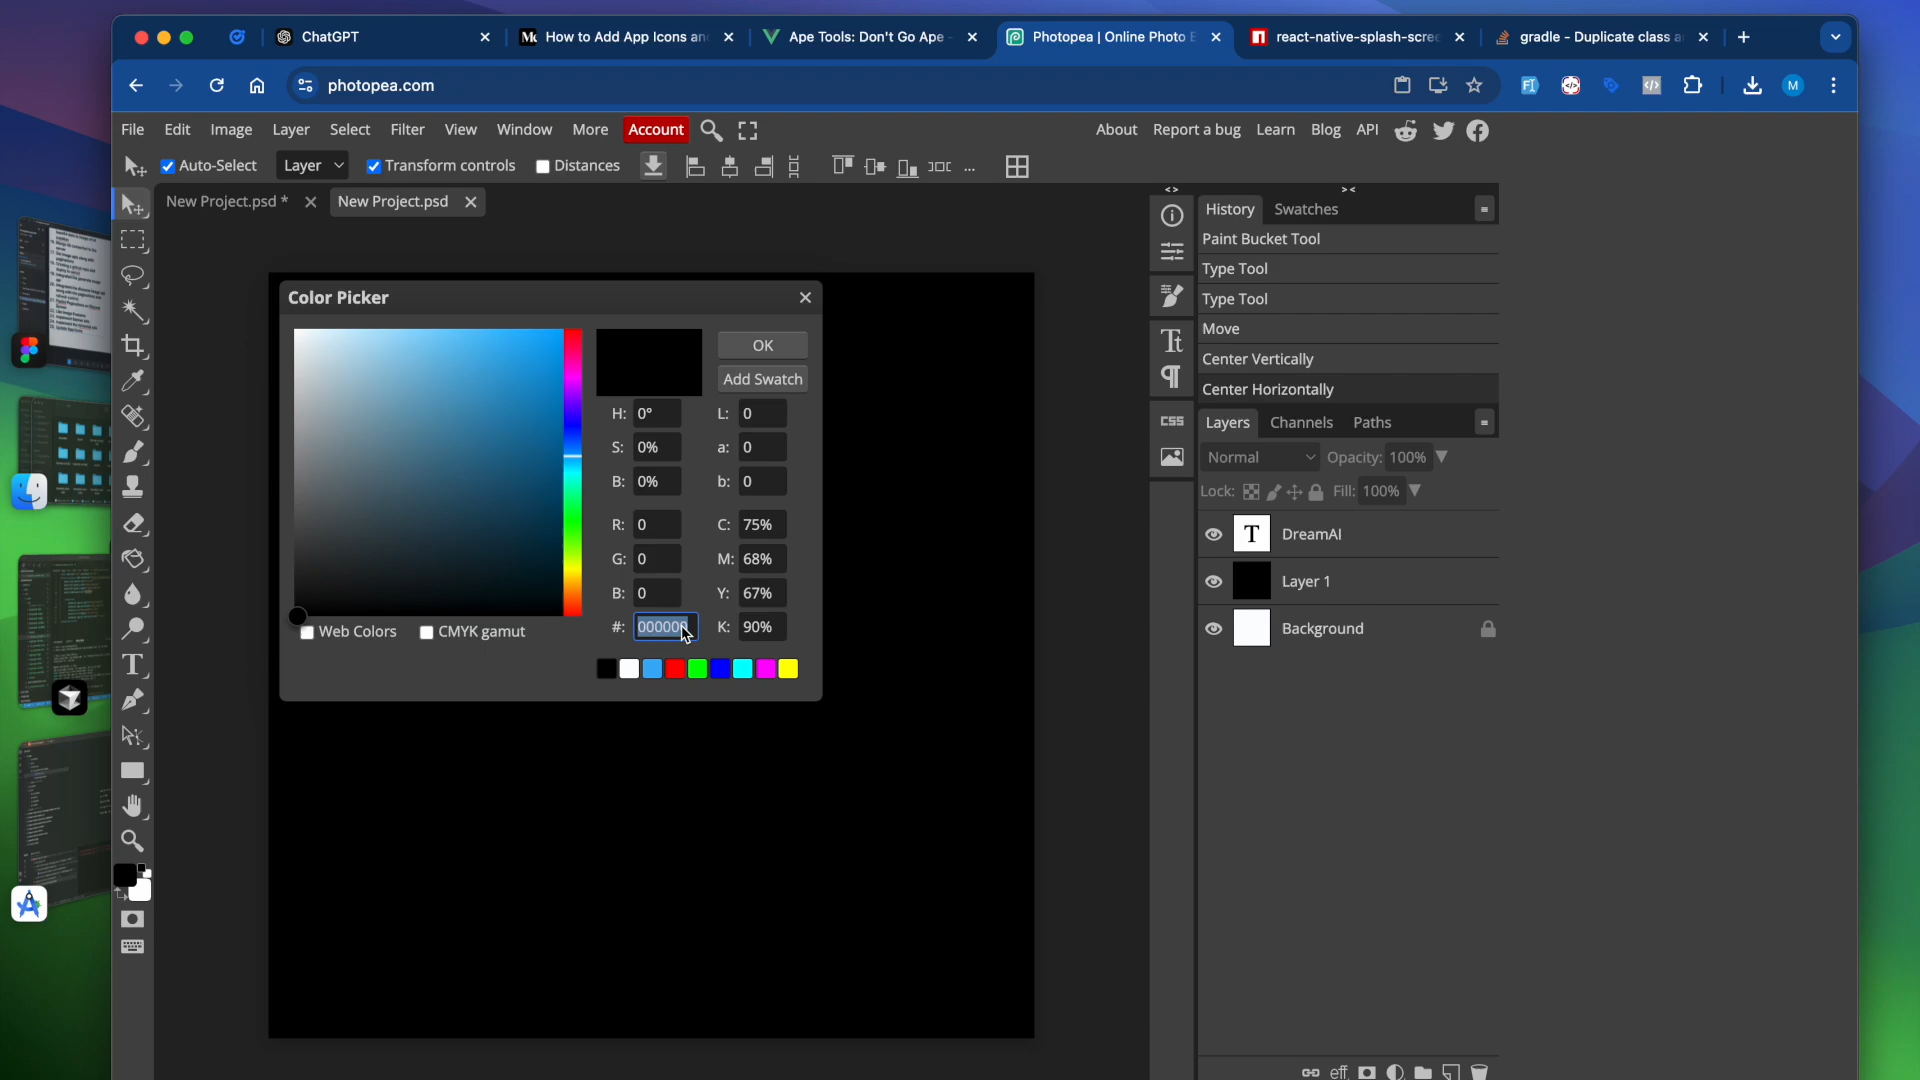 ChatGPT
How to Add App Icons an
Ape Tools: Don't Go Ape -
Photopea | Online Photo E
react-native-splash-scree
gradle - Duplicate class a
photopea.com
M
File Edit Image Layer Select Filter View Window More Account
About Report a bug Learn Blog API
Auto-Select Layer Transform controls Distances ...
New Project.psd * New Project.psd
Color Picker
OK
Add Swatch
H: 0° L: 0
S: 0% a: 0
B: 0% b: 0
R: 0 C: 75%
G: 0 M: 68%
B: 0 Y: 67%
#: 000000 K: 90%
Web Colors CMYK gamut
History Swatches
Paint Bucket Tool
Type Tool
Type Tool
Move
Center Vertically
Center Horizontally
CSS
Layers Channels Paths
Normal Opacity: 100%
Lock: Fill: 100%
T DreamAI
Layer 1
Background
eff